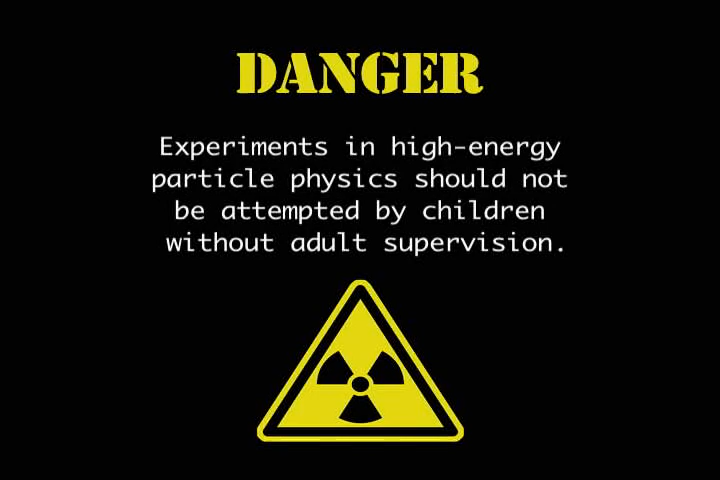 DANGER
Experiments in high-energy
particle physics should not
be attempted by children
without adult supervision.